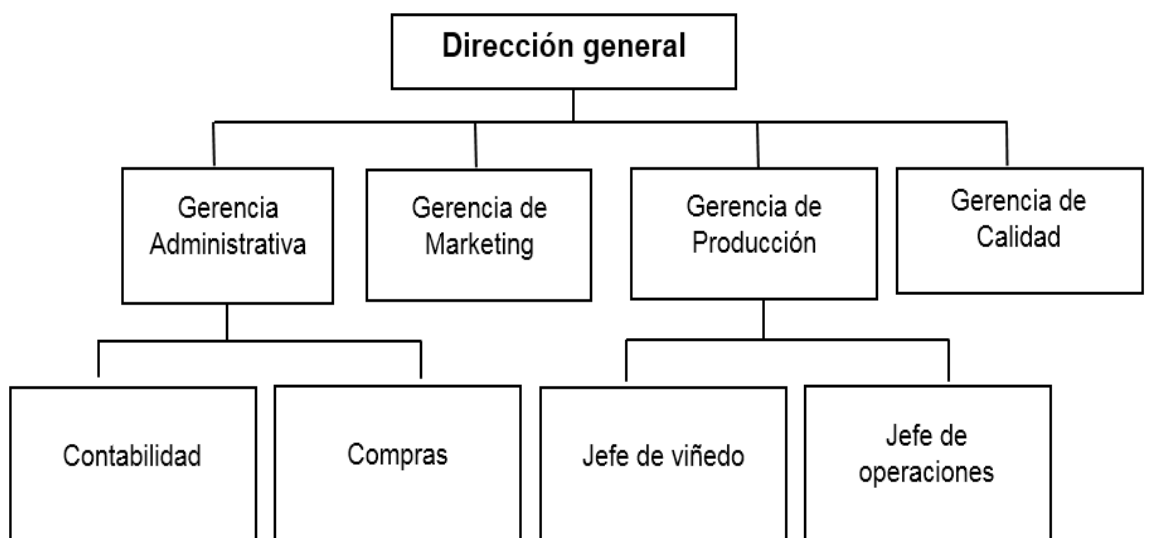 Dirección general
Gerencia
Administrativa
Gerencia de
Marketing
Gerencia de
Producción
Gerencia de
Calidad
Contabilidad
Compras
Jefe de viñedo
Jefe de
operaciones